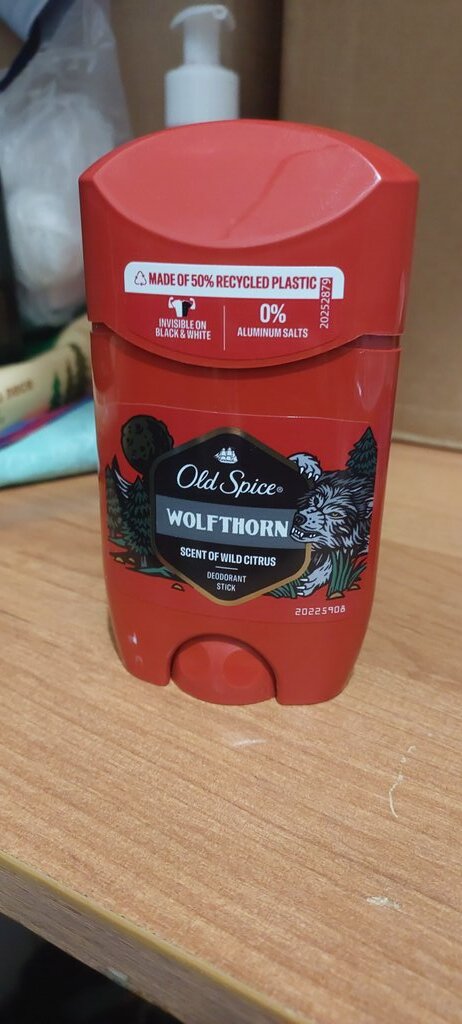 MADE OF 50% RECYCLED PLASTIC
INVISIBLE ON
BLACK & WHITE
0%
ALUMINUM SALTS
20252879
Old Spice®
WOLFTHORN
SCENT OF WILD CITRUS
DEODORANT
STICK
20225908